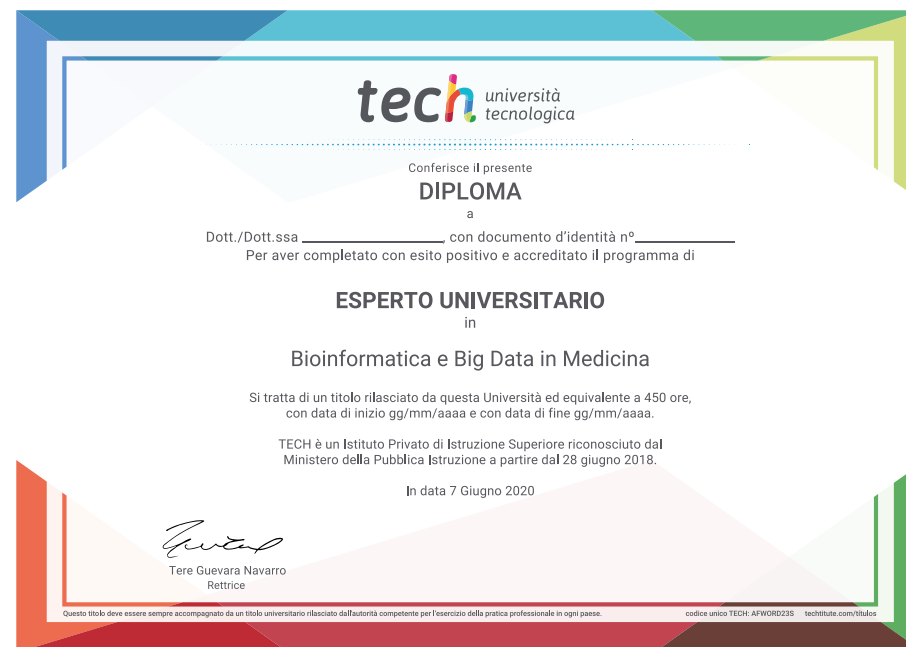 tech università
tecnologica
Conferisce il presente
DIPLOMA
a
Dott./Dott.ssa ____________________, con documento d'identità nº______________
Per aver completato con esito positivo e accreditato il programma di
ESPERTO UNIVERSITARIO
in
Bioinformatica e Big Data in Medicina
Si tratta di un titolo rilasciato da questa Università ed equivalente a 450 ore,
con data di inizio gg/mm/aaaa e con data di fine gg/mm/aaaa.
TECH è un Istituto Privato di Istruzione Superiore riconosciuto dal
Ministero della Pubblica Istruzione a partire dal 28 giugno 2018.
In data 7 Giugno 2020
Tere Guevara Navarro
Rettrice
Questo titolo deve essere sempre accompagnato da un titolo universitario rilasciato dall'autorità competente per l'esercizio della pratica professionale in ogni paese. codice unico TECH: AFWORD23S techtitute.com/títulos